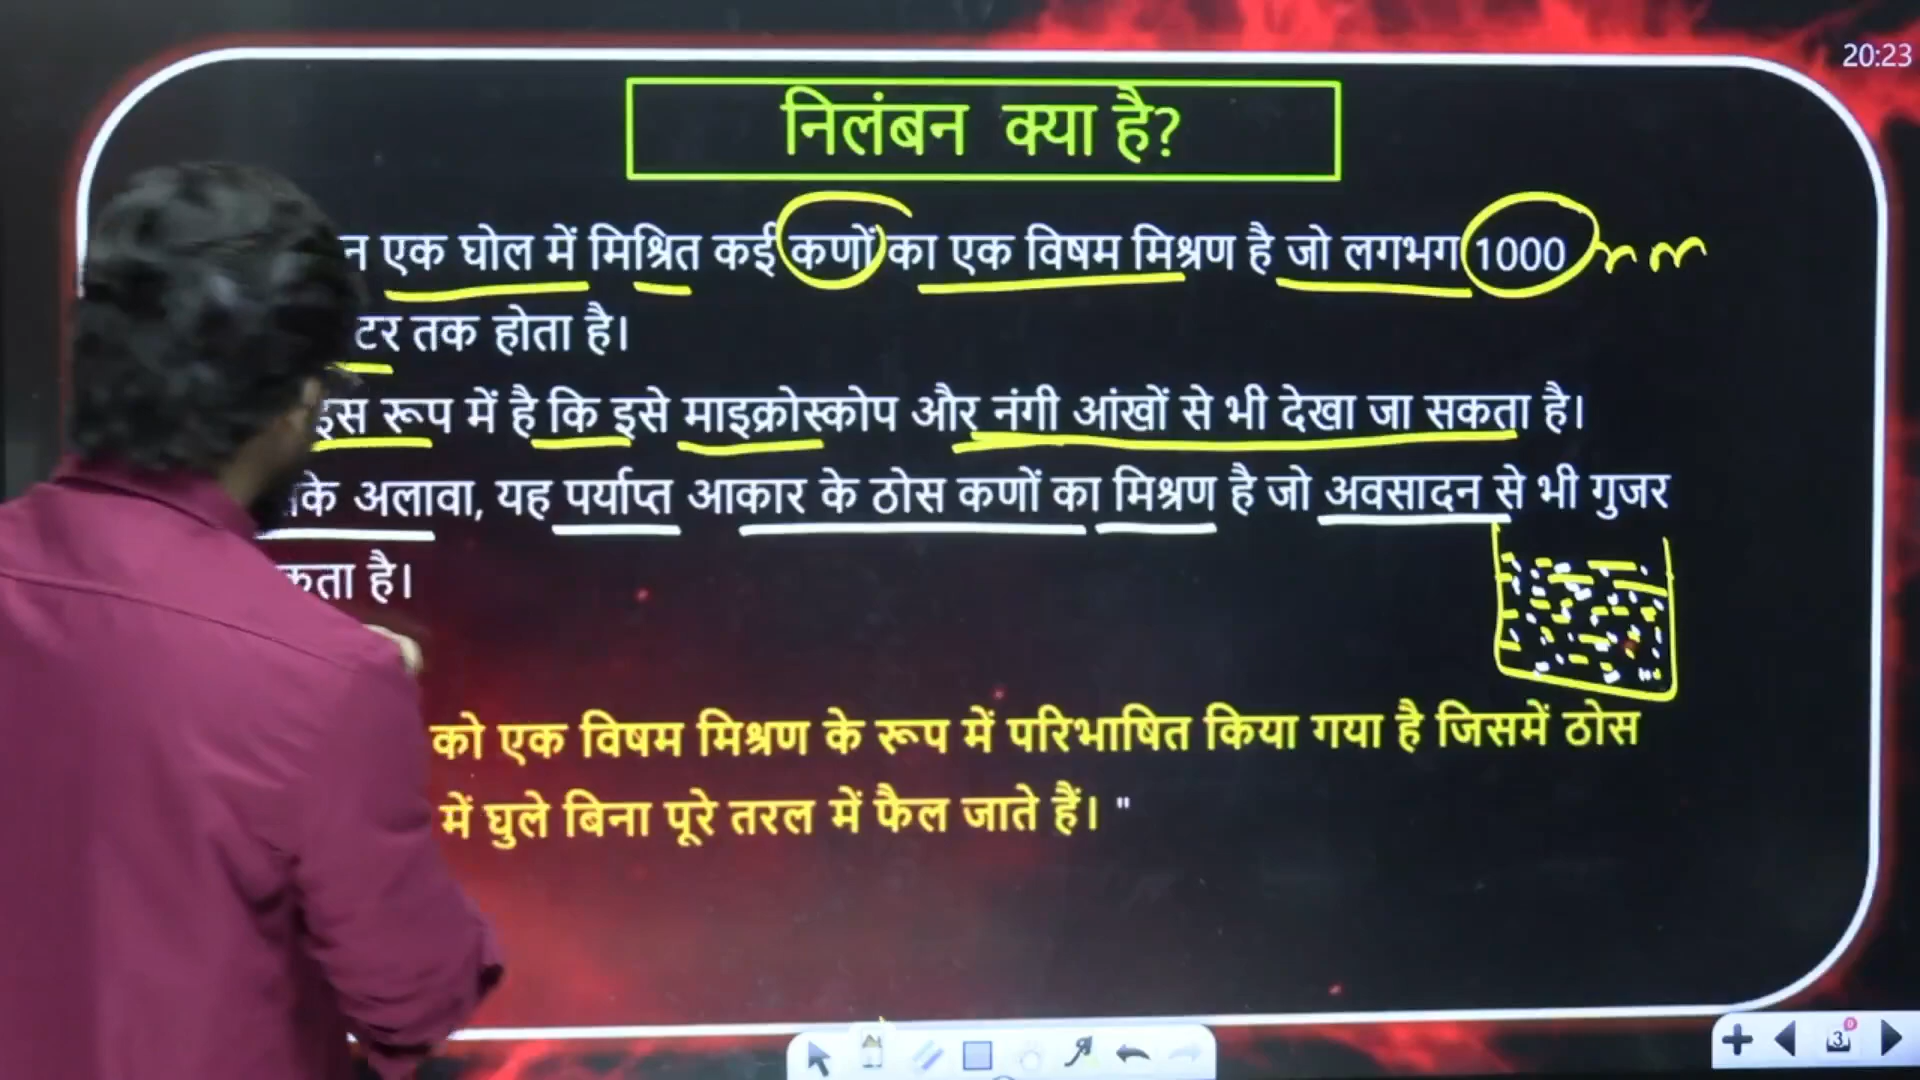 20:23
निलंबन क्या है?
एक घोल में मिश्रित कई कणों का एक विषम मिश्रण है जो लगभग 1000 nm
तक होता है।
इस रूप में है कि इसे माइक्रोस्कोप और नंगी आंखों से भी देखा जा सकता है।
अलावा, यह पर्याप्त आकार के ठोस कणों का मिश्रण है जो अवसादन से भी गुजर
है।
को एक विषम मिश्रण के रूप में परिभाषित किया गया है जिसमें ठोस
में घुले बिना पूरे तरल में फैल जाते हैं। "
3